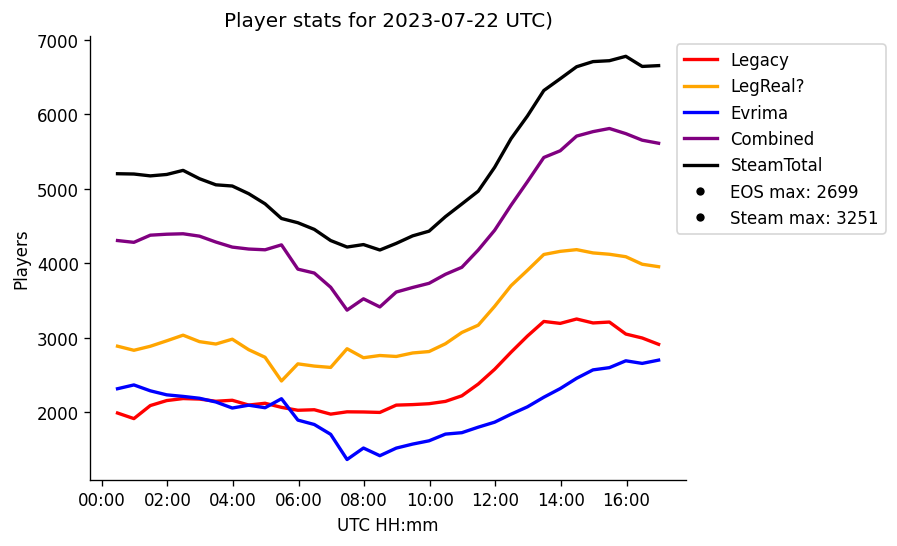 Player stats for 2023-07-22 UTC)
7000
6000
5000
4000
3000
2000
Players
00:00 02:00 04:00 06:00 08:00 10:00 12:00 14:00 16:00
UTC HH:mm
Legacy
LegReal?
Evrima
Combined
SteamTotal
EOS max: 2699
Steam max: 3251